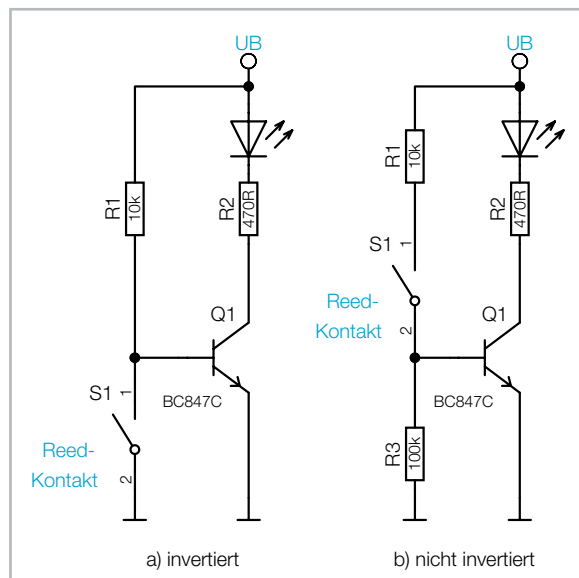 UB
R1
10k
R2
470R
Q1
BC847C
S1
1
2
Reed-
Kontakt
a) invertiert
UB
R1
10k
R2
470R
S1
1
2
Reed-
Kontakt
Q1
BC847C
R3
100k
b) nicht invertiert